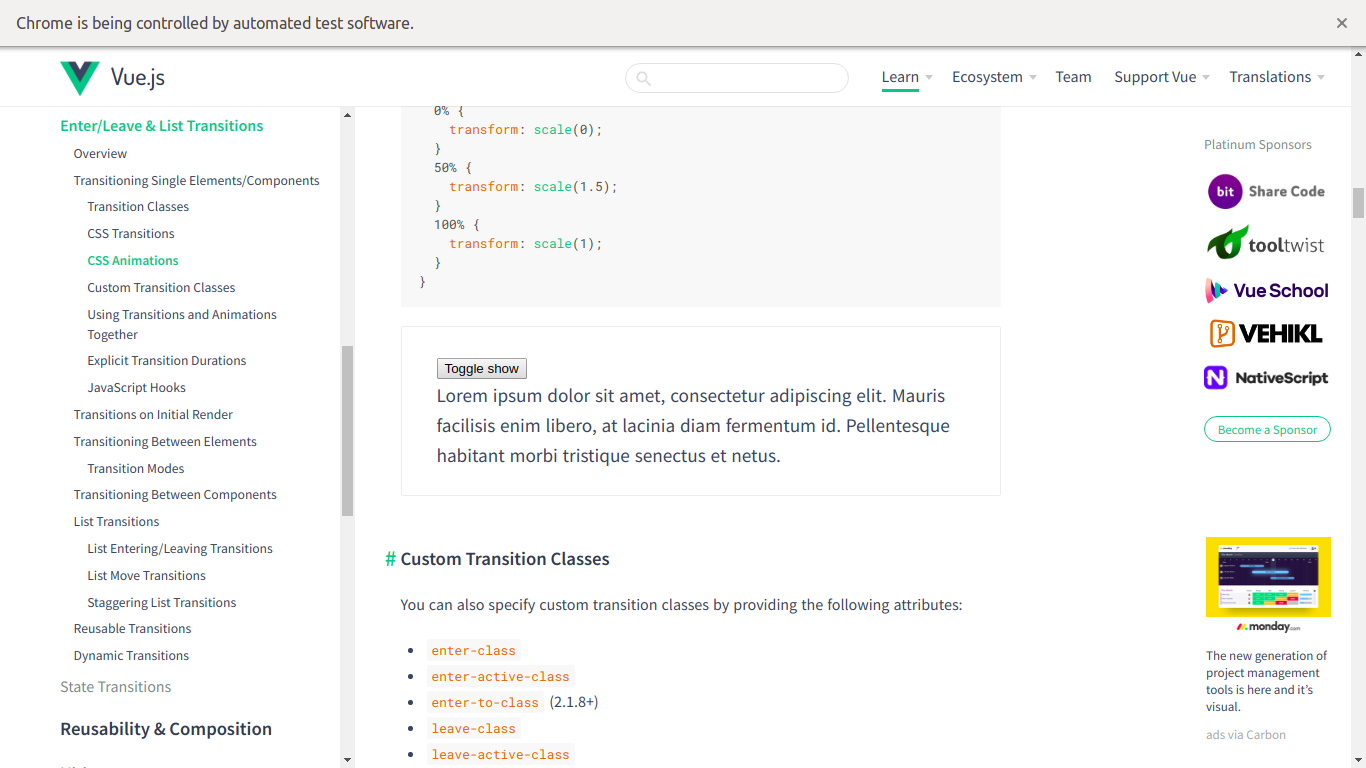 Chrome is being controlled by automated test software.
Vue.js
Learn
Ecosystem
Team
Support Vue
Translations
Enter/Leave & List Transitions
Overview
Transitioning Single Elements/Components
Transition Classes
CSS Transitions
CSS Animations
Custom Transition Classes
Using Transitions and Animations
Together
Explicit Transition Durations
JavaScript Hooks
Transitions on Initial Render
Transitioning Between Elements
Transition Modes
Transitioning Between Components
List Transitions
List Entering/Leaving Transitions
List Move Transitions
Staggering List Transitions
Reusable Transitions
Dynamic Transitions
State Transitions
Reusability & Composition
0% {
transform: scale(0);
}
50% {
transform: scale(1.5);
}
100% {
transform: scale(1);
}
}
Toggle show
Lorem ipsum dolor sit amet, consectetur adipiscing elit. Mauris
facilisis enim libero, at lacinia diam fermentum id. Pellentesque
habitant morbi tristique senectus et netus.
# Custom Transition Classes
You can also specify custom transition classes by providing the following attributes:
• enter-class
• enter-active-class
• enter-to-class (2.1.8+)
• leave-class
• leave-active-class
Platinum Sponsors
bit Share Code
tooltwist
Vue School
VEHIKL
NativeScript
Become a Sponsor
monday.com
The new generation of
project management
tools is here and it's
visual.
ads via Carbon